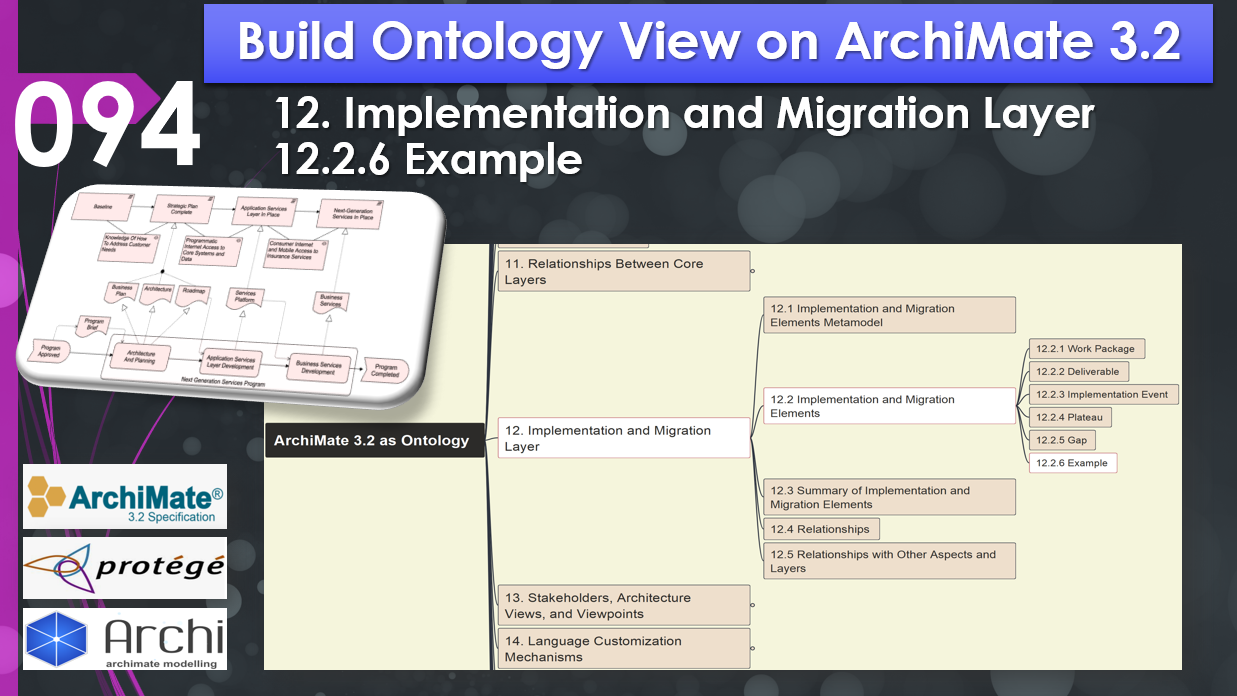 Build Ontology View on ArchiMate 3.2
094
12. Implementation and Migration Layer
12.2.6 Example
Baseline
Strategic Plan
Complete
Application Services
Layer In Place
Next-Generation
Services In Place
Knowledge Of How
To Address Customer
Needs
Programmatic
Internet Access to
Core Systems and
Data
Consumer Internet
and Mobile Access to
Insurance Services
Business
Plan
Architecture
Roadmap
Services
Platform
Business
Services
Program
Brief
Program
Approved
Architecture
And Planning
Application Services
Layer Development
Business Services
Development
Program
Completed
Next Generation Services Program
ArchiMate 3.2 as Ontology
11. Relationships Between Core
Layers
12. Implementation and Migration
Layer
12.1 Implementation and Migration
Elements Metamodel
12.2 Implementation and Migration
Elements
12.2.1 Work Package
12.2.2 Deliverable
12.2.3 Implementation Event
12.2.4 Plateau
12.2.5 Gap
12.2.6 Example
12.3 Summary of Implementation and
Migration Elements
12.4 Relationships
12.5 Relationships with Other Aspects and
Layers
13. Stakeholders, Architecture
Views, and Viewpoints
14. Language Customization
Mechanisms
ArchiMate®
3.2 Specification
protégé
Archi
archimate modelling